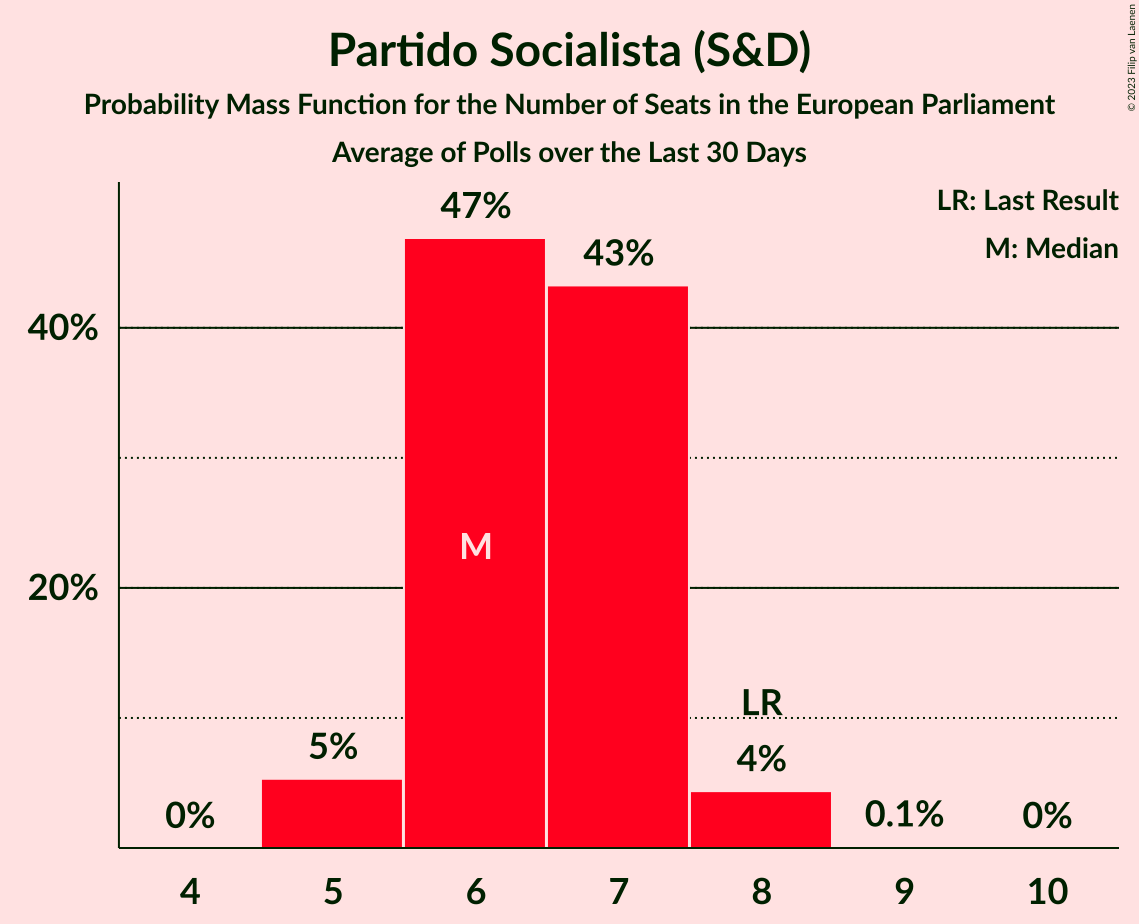 Partido Socialista (S&D)
Probability Mass Function for the Number of Seats in the European Parliament
Average of Polls over the Last 30 Days
© 2023 Filip van Laenen
LR: Last Result
M: Median
47%
43%
40%
M
20%
LR
5%
4%
0%
0.1%
0%
4 5 6 7 8 9 10